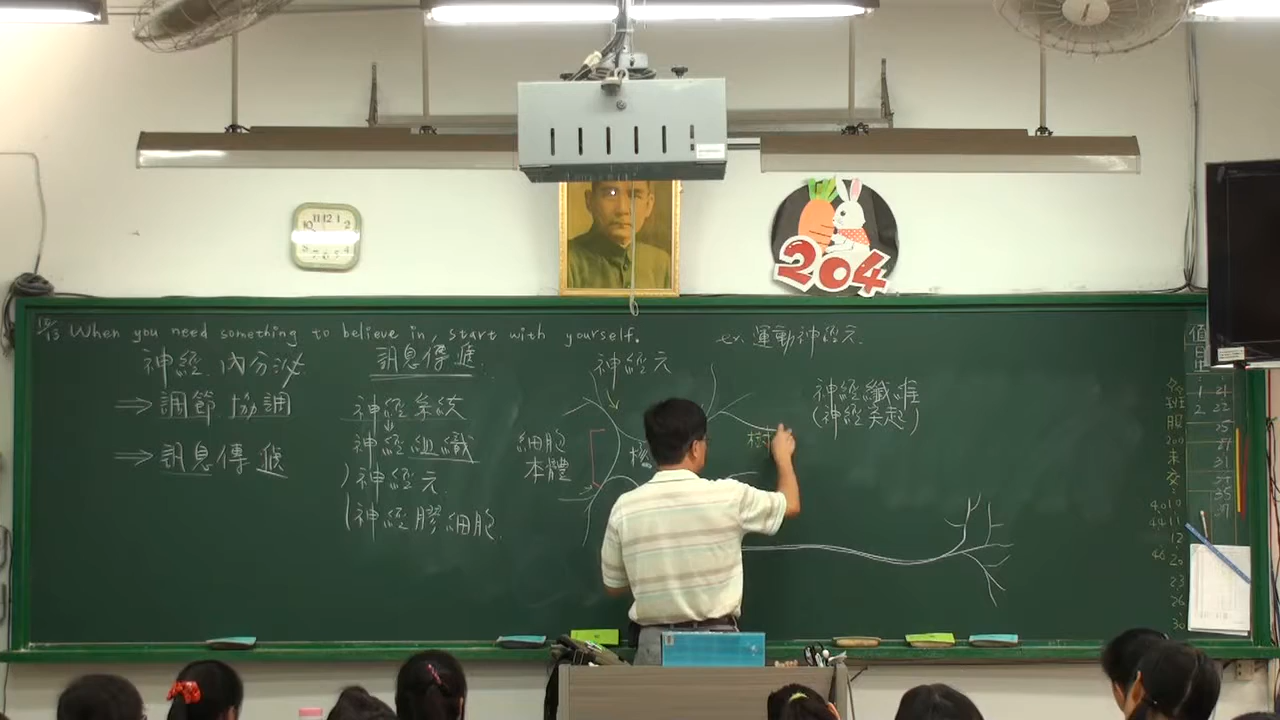 10/13 When you need something to believe in, start with yourself.
神經 內分泌
⇒ 調節 協調
⇒ 訊息傳遞
訊息傳遞
神經系統
神經組織
神經元
神經膠細胞
神經元
細胞
本體
核
樹
ex. 運動神經元
神經纖維
(神經突起)
204
值
日
班
服
未
交